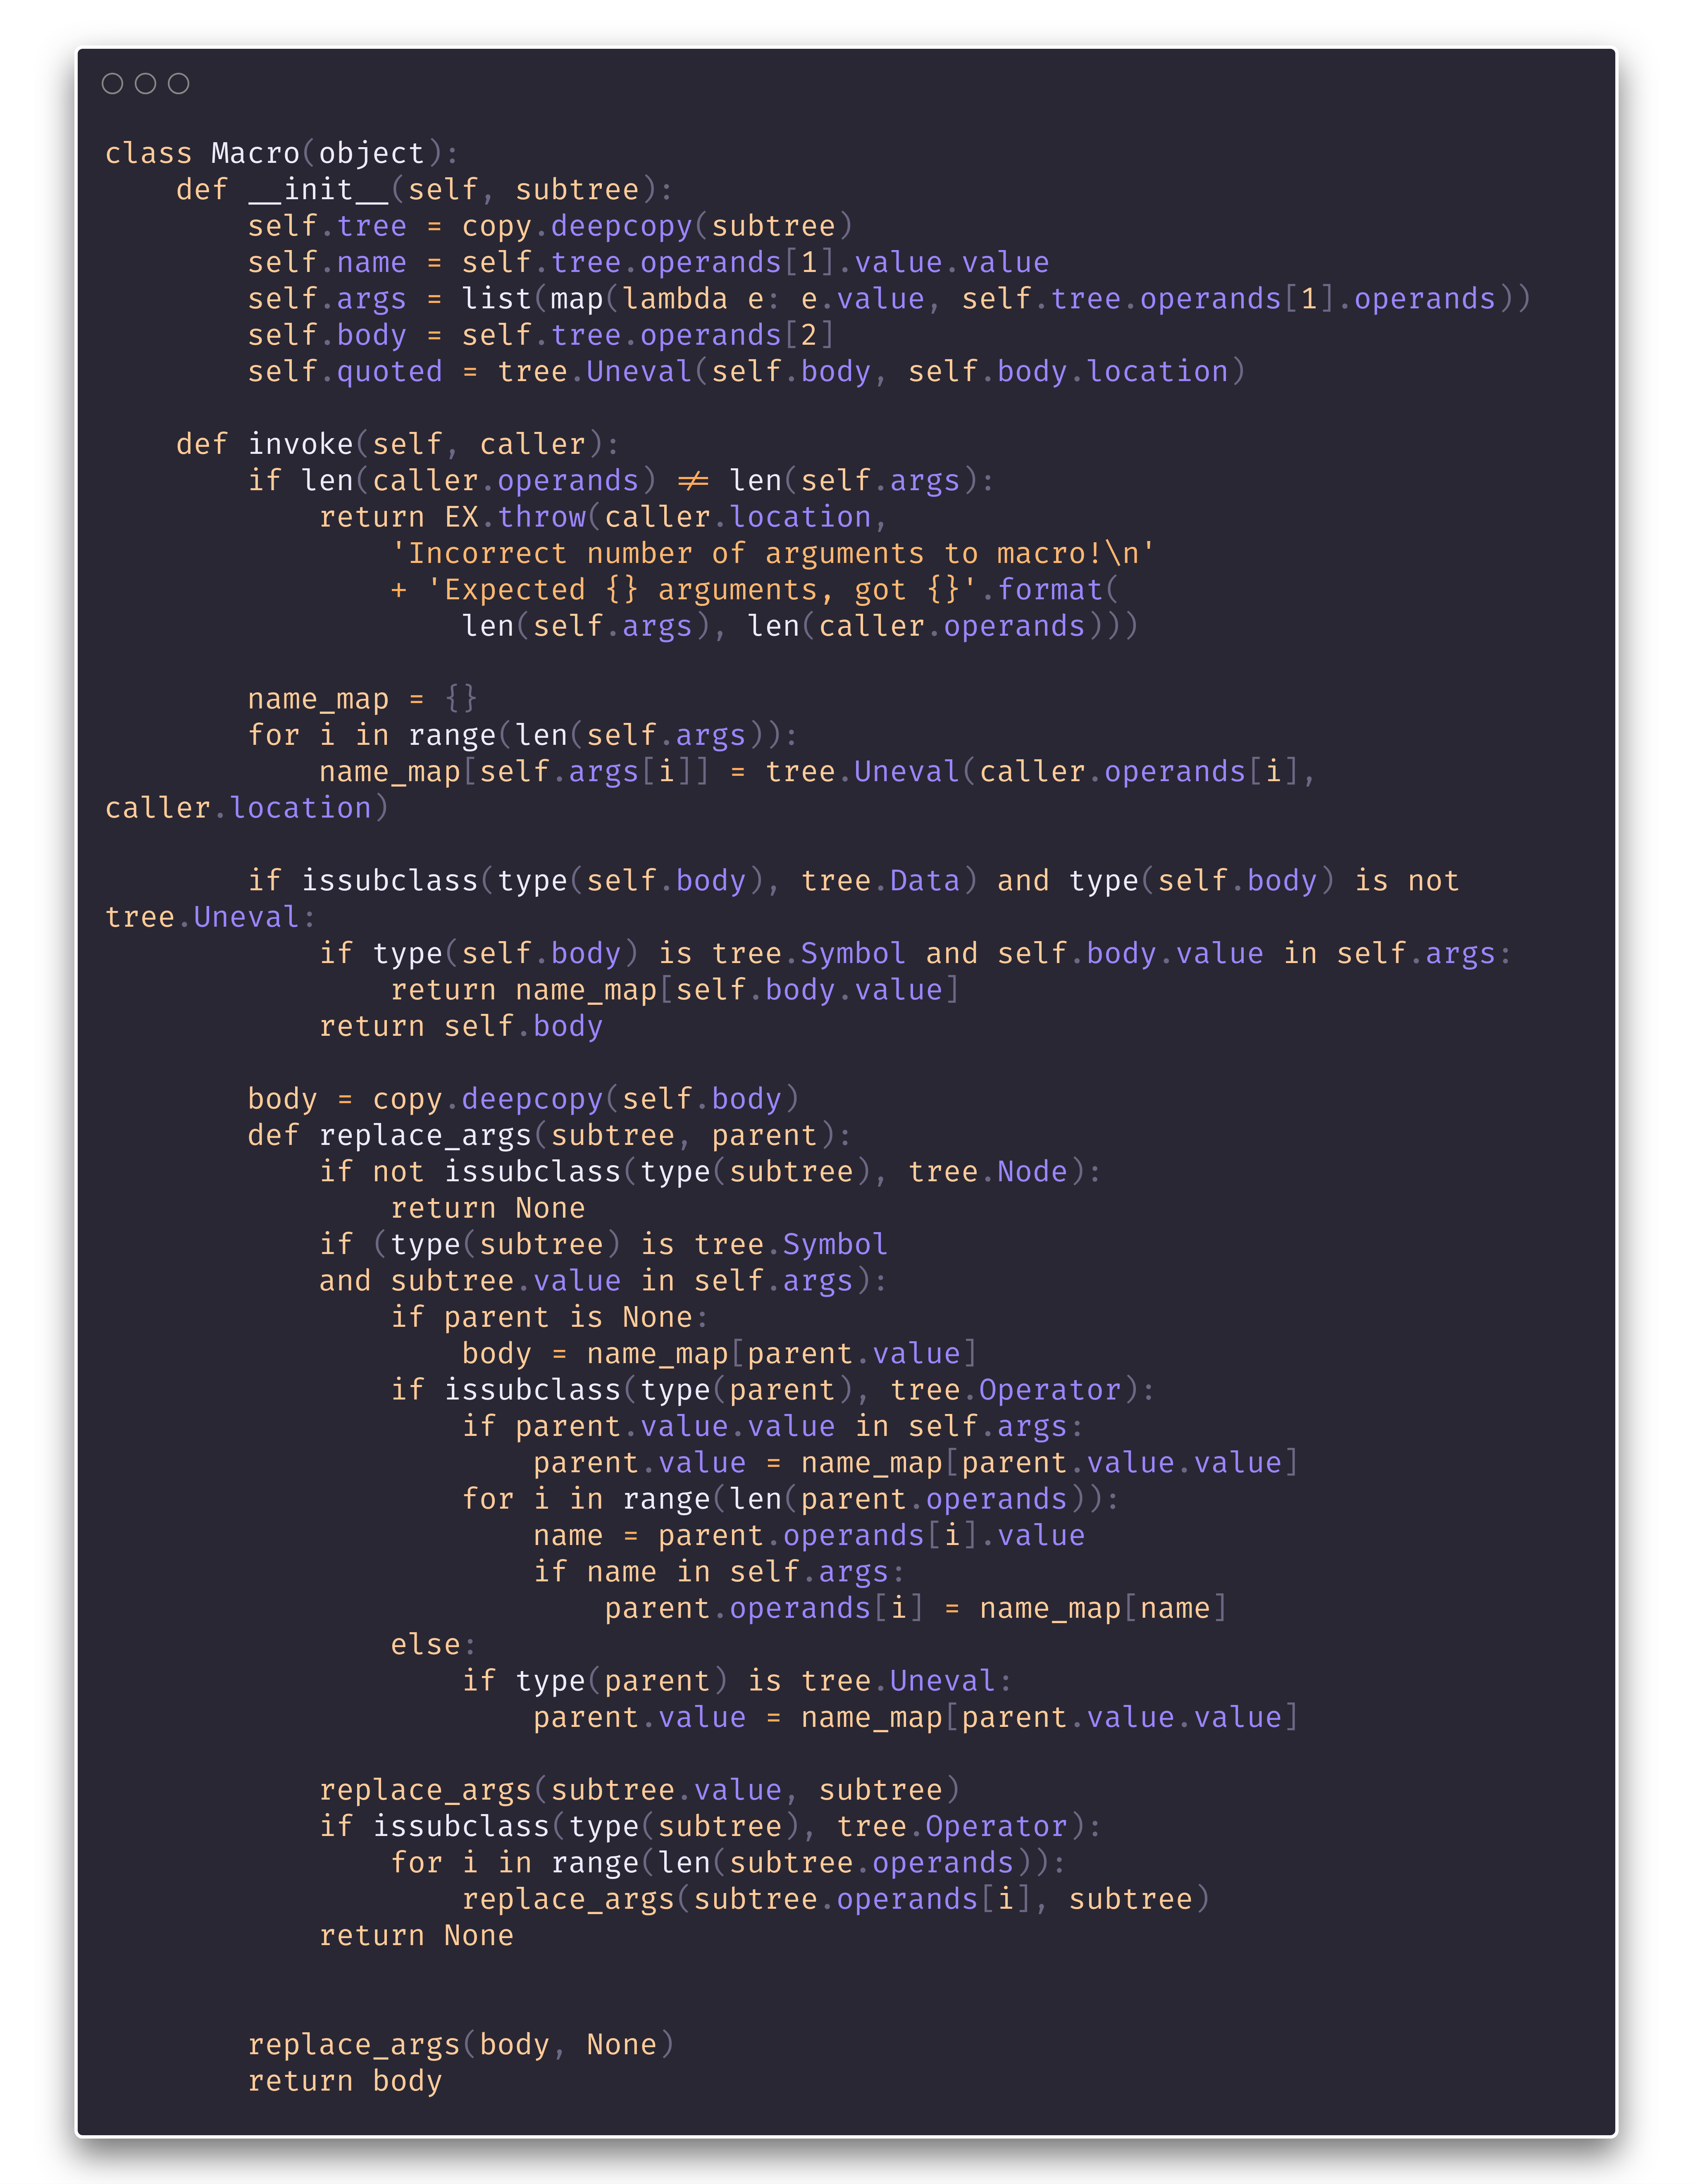 class Macro(object):
    def __init__(self, subtree):
        self.tree = copy.deepcopy(subtree)
        self.name = self.tree.operands[1].value.value
        self.args = list(map(lambda e: e.value, self.tree.operands[1].operands))
        self.body = self.tree.operands[2]
        self.quoted = tree.Uneval(self.body, self.body.location)

    def invoke(self, caller):
        if len(caller.operands) != len(self.args):
            return EX.throw(caller.location,
                'Incorrect number of arguments to macro!\n'
                + 'Expected {} arguments, got {}'.format(
                    len(self.args), len(caller.operands)))

        name_map = {}
        for i in range(len(self.args)):
            name_map[self.args[i]] = tree.Uneval(caller.operands[i],
caller.location)

        if issubclass(type(self.body), tree.Data) and type(self.body) is not
tree.Uneval:
            if type(self.body) is tree.Symbol and self.body.value in self.args:
                return name_map[self.body.value]
            return self.body

        body = copy.deepcopy(self.body)
        def replace_args(subtree, parent):
            if not issubclass(type(subtree), tree.Node):
                return None
            if (type(subtree) is tree.Symbol
            and subtree.value in self.args):
                if parent is None:
                    body = name_map[parent.value]
                if issubclass(type(parent), tree.Operator):
                    if parent.value.value in self.args:
                        parent.value = name_map[parent.value.value]
                    for i in range(len(parent.operands)):
                        name = parent.operands[i].value
                        if name in self.args:
                            parent.operands[i] = name_map[name]
                else:
                    if type(parent) is tree.Uneval:
                        parent.value = name_map[parent.value.value]

            replace_args(subtree.value, subtree)
            if issubclass(type(subtree), tree.Operator):
                for i in range(len(subtree.operands)):
                    replace_args(subtree.operands[i], subtree)
            return None


        replace_args(body, None)
        return body